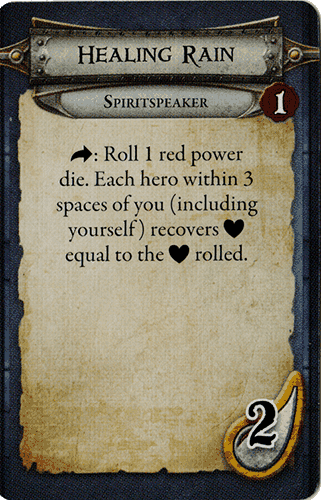 Healing Rain
Spiritspeaker
1
: Roll 1 red power
die. Each hero within 3
spaces of you (including
yourself) recovers ♥
equal to the ♥ rolled.
2